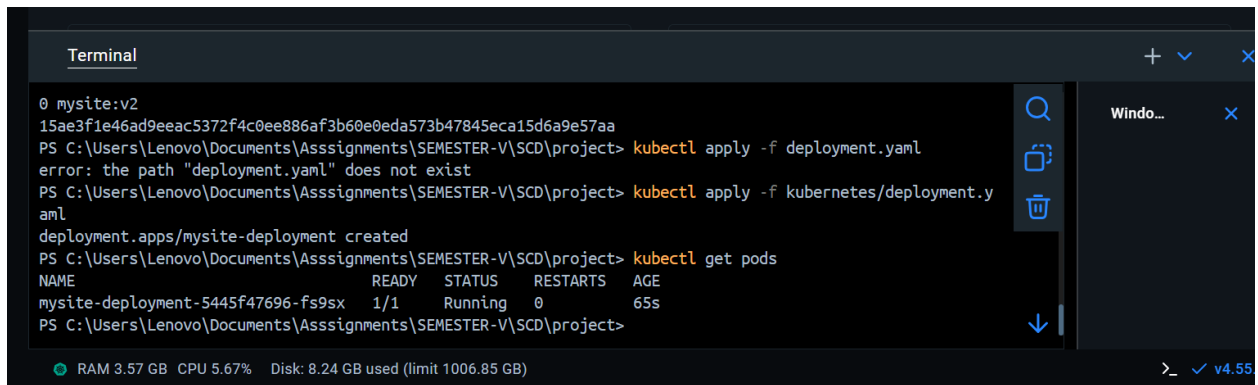 Terminal
0 mysite:v2
15ae3f1e46ad9eeac5372f4c0ee886af3b60e0eda573b47845eca15d6a9e57aa
PS C:\Users\Lenovo\Documents\Asssignments\SEMESTER-V\SCD\project> kubectl apply -f deployment.yaml
error: the path "deployment.yaml" does not exist
PS C:\Users\Lenovo\Documents\Asssignments\SEMESTER-V\SCD\project> kubectl apply -f kubernetes/deployment.y
aml
deployment.apps/mysite-deployment created
PS C:\Users\Lenovo\Documents\Asssignments\SEMESTER-V\SCD\project> kubectl get pods
NAME READY STATUS RESTARTS AGE
mysite-deployment-5445f47696-fs9sx 1/1 Running 0 65s
PS C:\Users\Lenovo\Documents\Asssignments\SEMESTER-V\SCD\project>
Windo...
RAM 3.57 GB CPU 5.67% Disk: 8.24 GB used (limit 1006.85 GB)
v4.55.